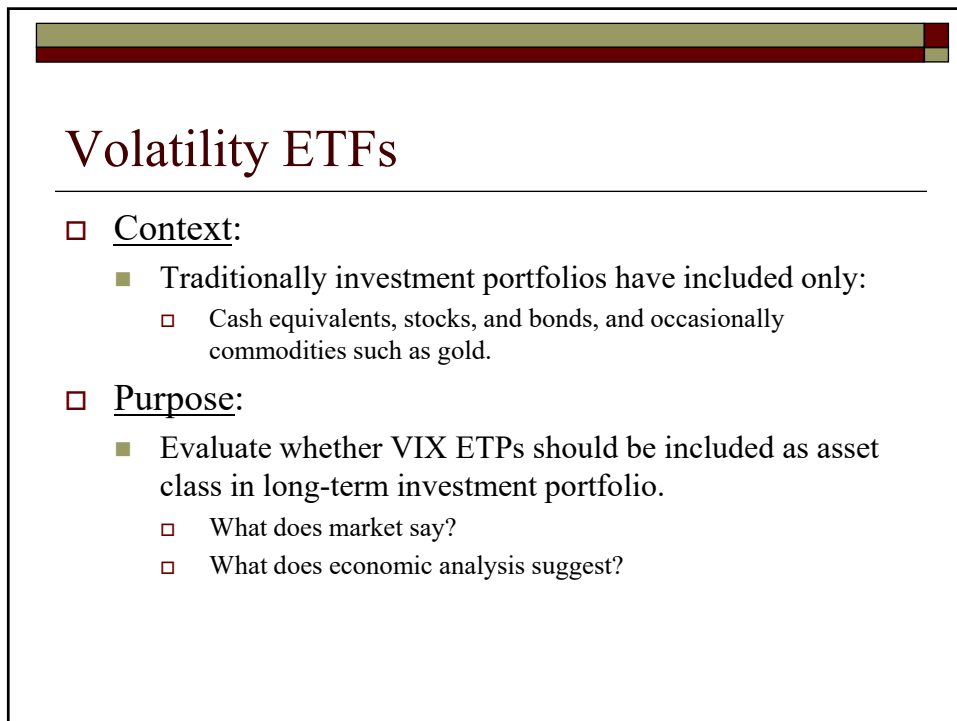 Volatility ETFs
Context:
Traditionally investment portfolios have included only:
Cash equivalents, stocks, and bonds, and occasionally
commodities such as gold.
Purpose:
Evaluate whether VIX ETPs should be included as asset
class in long-term investment portfolio.
What does market say?
What does economic analysis suggest?